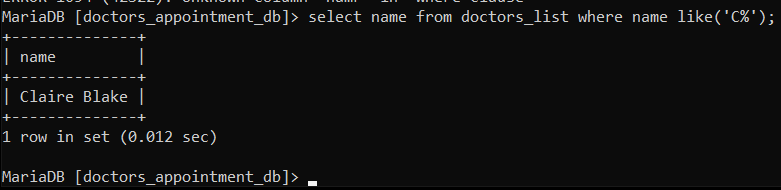 MariaDB [doctors_appointment_db]> select name from doctors_list where name like('C%');
+--------------+
| name         |
+--------------+
| Claire Blake |
+--------------+
1 row in set (0.012 sec)
MariaDB [doctors_appointment_db]>